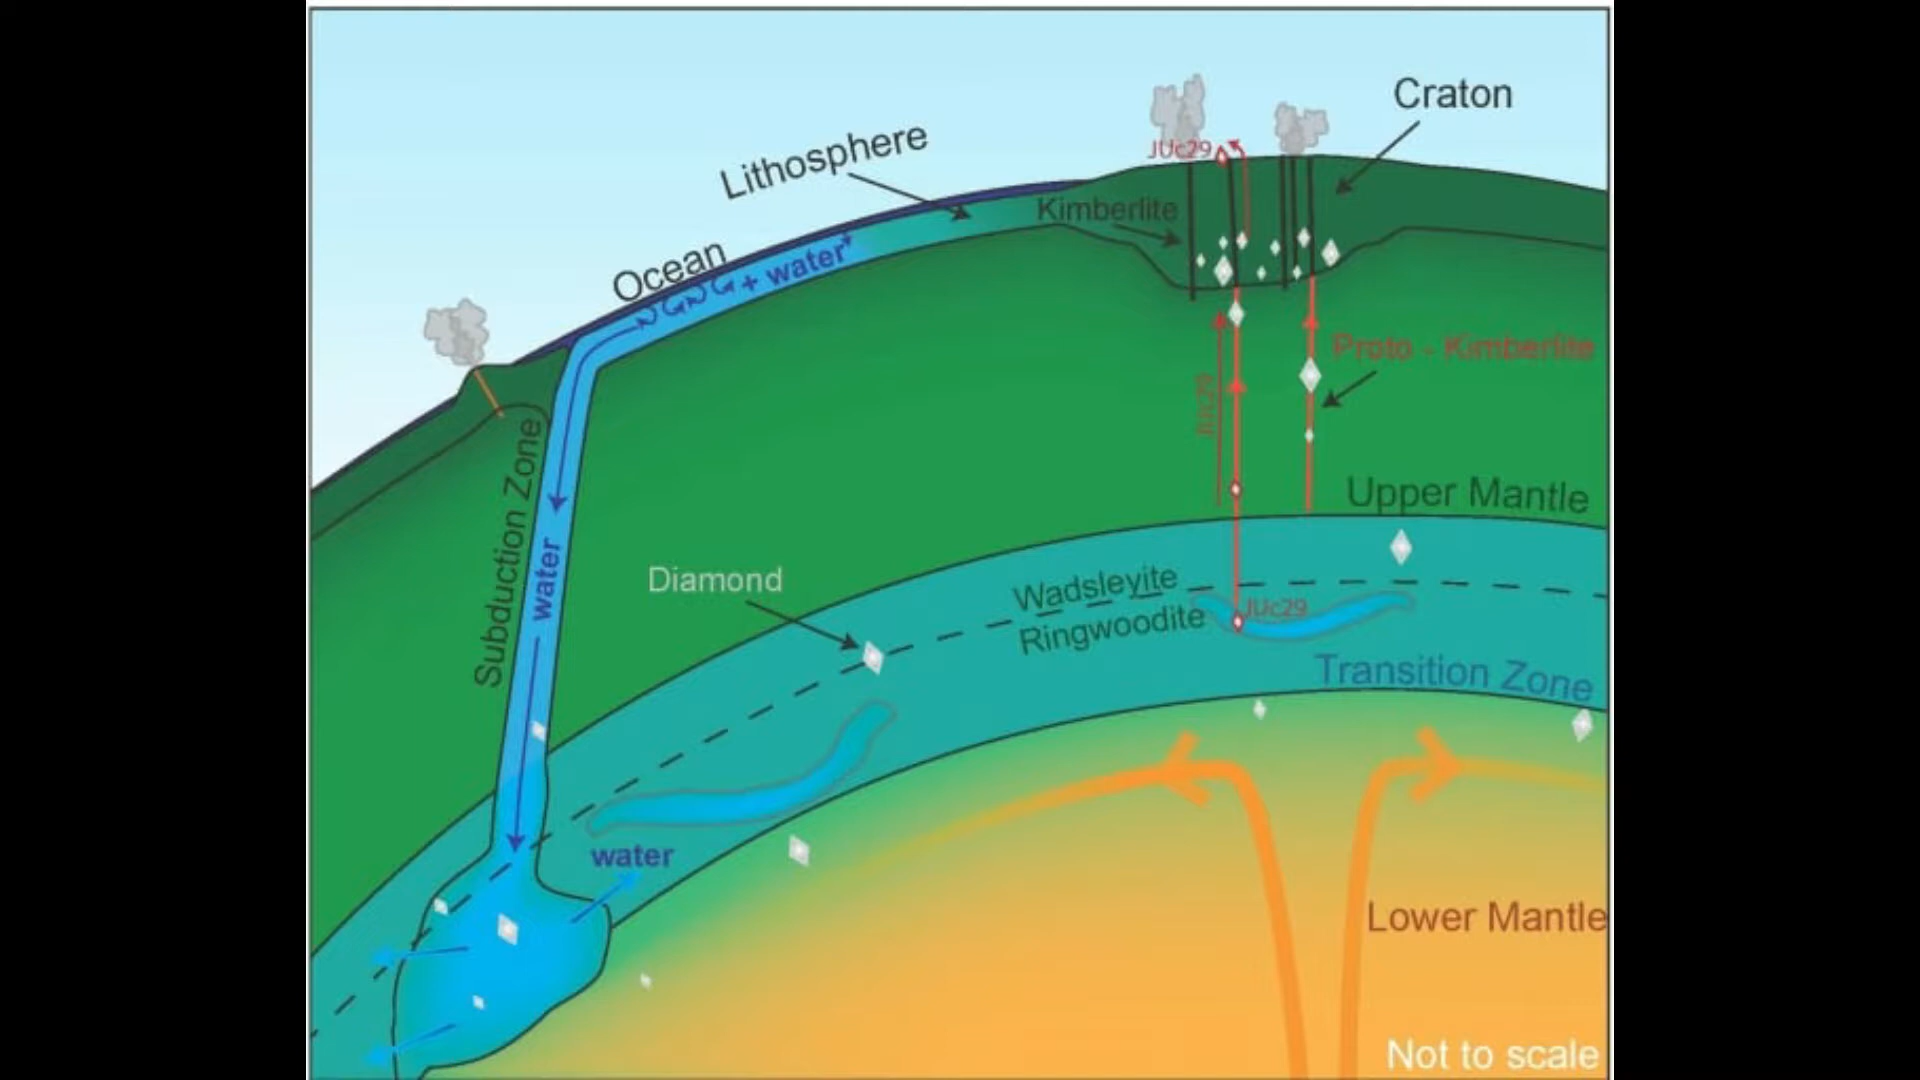 Craton
Lithosphere
JUc29
Kimberlite
Ocean
+ water
Proto - Kimberlite
JUc29
Subduction Zone
Upper Mantle
water
Diamond
Wadsleyite
Ringwoodite
JUc29
Transition Zone
water
Lower Mantle
Not to scale